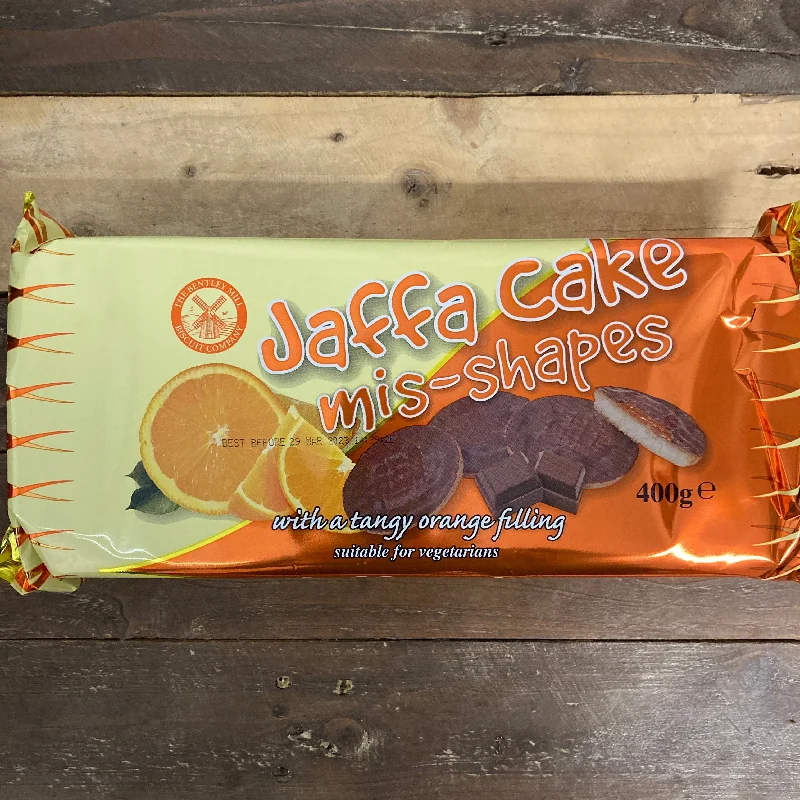 THE BENTLEY MILL
BISCUIT COMPANY
Jaffa Cake
mis-shapes
BEST BEFORE 29 MAR 2023
with a tangy orange filling
suitable for vegetarians
400g e